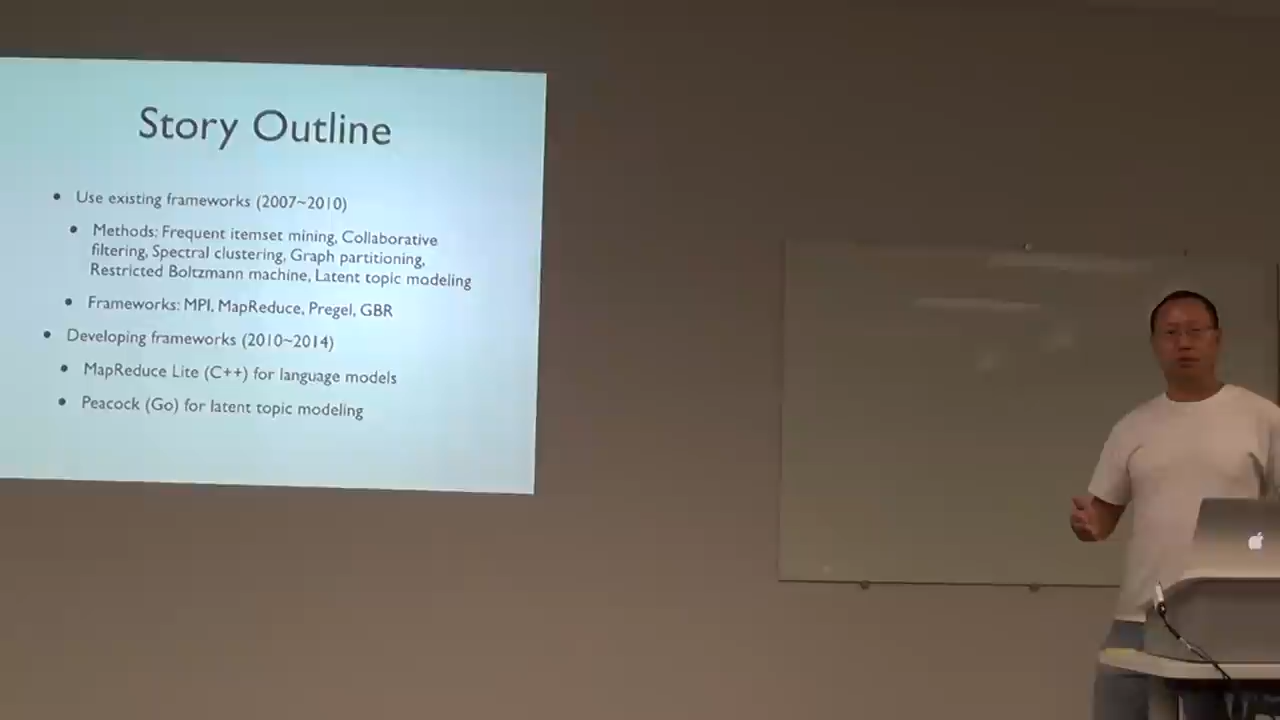 Story Outline
• Use existing frameworks (2007~2010)
• Methods: Frequent itemset mining, Collaborative
filtering, Spectral clustering, Graph partitioning,
Restricted Boltzmann machine, Latent topic modeling
• Frameworks: MPI, MapReduce, Pregel, GBR
• Developing frameworks (2010~2014)
• MapReduce Lite (C++) for language models
• Peacock (Go) for latent topic modeling